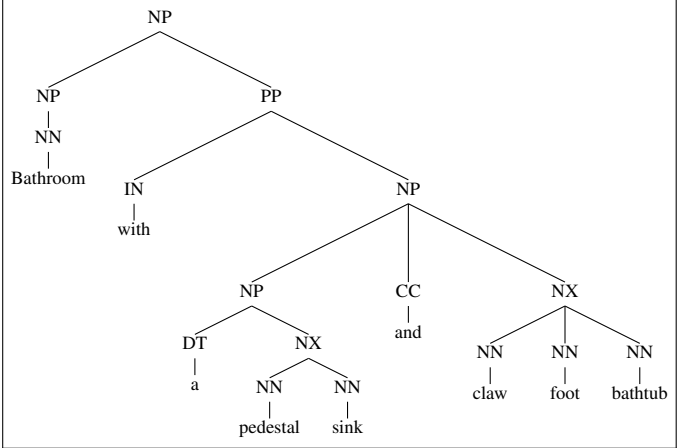 NP
NP PP
NN
Bathroom
IN NP
with
NP CC NX
and
DT NX NN NN NN
a
NN NN claw foot bathtub
pedestal sink